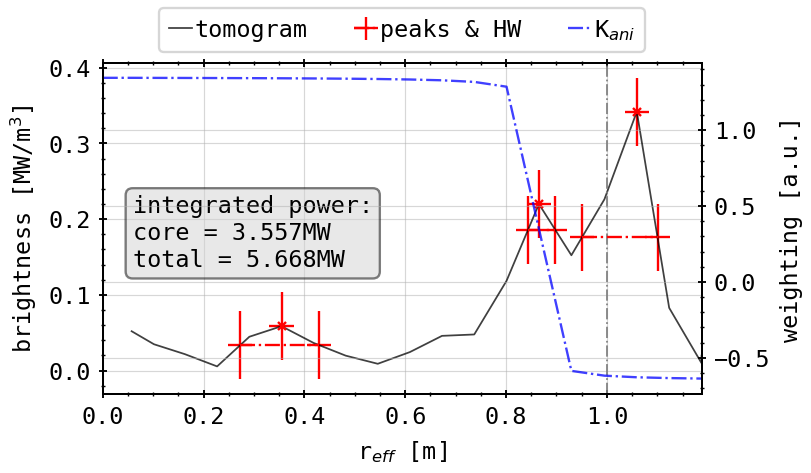 tomogram peaks & HW K_ani
brightness [MW/m³]
0.4
0.3
0.2
0.1
0.0
integrated power:
core = 3.557MW
total = 5.668MW
1.0
0.5
0.0
−0.5
weighting [a.u.]
0.0 0.2 0.4 0.6 0.8 1.0
r_eff [m]